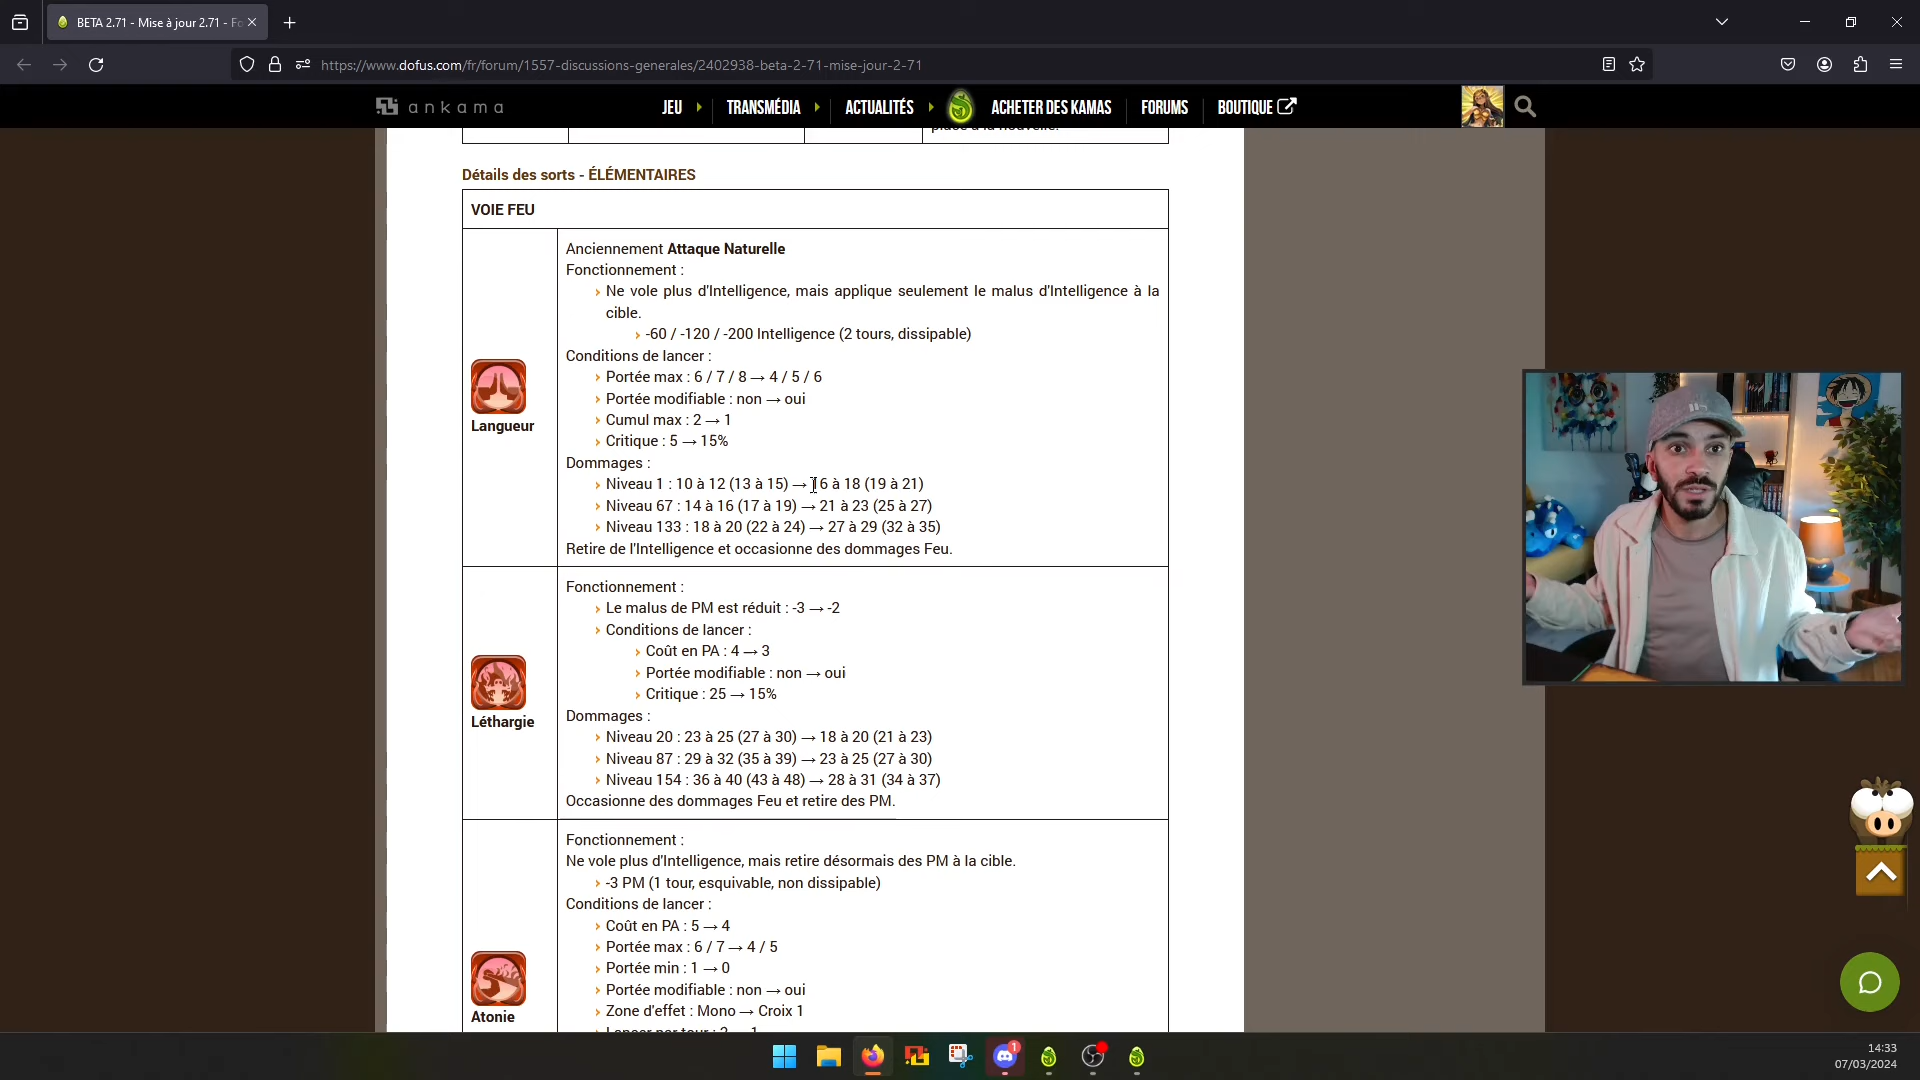 BETA 2.71 - Mise à jour 2.71 - Fo
https://www.dofus.com/fr/forum/1557-discussions-generales/2402938-beta-2-71-mise-jour-2-71
ankama
JEU
TRANSMÉDIA
ACTUALITÉS
ACHETER DES KAMAS
FORUMS
BOUTIQUE
place à la nouvelle.
Détails des sorts - ÉLÉMENTAIRES
VOIE FEU
Langueur
Anciennement Attaque Naturelle
Fonctionnement :
Ne vole plus d'Intelligence, mais applique seulement le malus d'Intelligence à la
cible.
-60 / -120 / -200 Intelligence (2 tours, dissipable)
Conditions de lancer :
Portée max : 6 / 7 / 8 → 4 / 5 / 6
Portée modifiable : non → oui
Cumul max : 2 → 1
Critique : 5 → 15%
Dommages :
Niveau 1 : 10 à 12 (13 à 15) → 16 à 18 (19 à 21)
Niveau 67 : 14 à 16 (17 à 19) → 21 à 23 (25 à 27)
Niveau 133 : 18 à 20 (22 à 24) → 27 à 29 (32 à 35)
Retire de l'Intelligence et occasionne des dommages Feu.
Léthargie
Fonctionnement :
Le malus de PM est réduit : -3 → -2
Conditions de lancer :
Coût en PA : 4 → 3
Portée modifiable : non → oui
Critique : 25 → 15%
Dommages :
Niveau 20 : 23 à 25 (27 à 30) → 18 à 20 (21 à 23)
Niveau 87 : 29 à 32 (35 à 39) → 23 à 25 (27 à 30)
Niveau 154 : 36 à 40 (43 à 48) → 28 à 31 (34 à 37)
Occasionne des dommages Feu et retire des PM.
Atonie
Fonctionnement :
Ne vole plus d'Intelligence, mais retire désormais des PM à la cible.
-3 PM (1 tour, esquivable, non dissipable)
Conditions de lancer :
Coût en PA : 5 → 4
Portée max : 6 / 7 → 4 / 5
Portée min : 1 → 0
Portée modifiable : non → oui
Zone d'effet : Mono → Croix 1
Lancer par tour : 2 → 1
1
14:33
07/03/2024